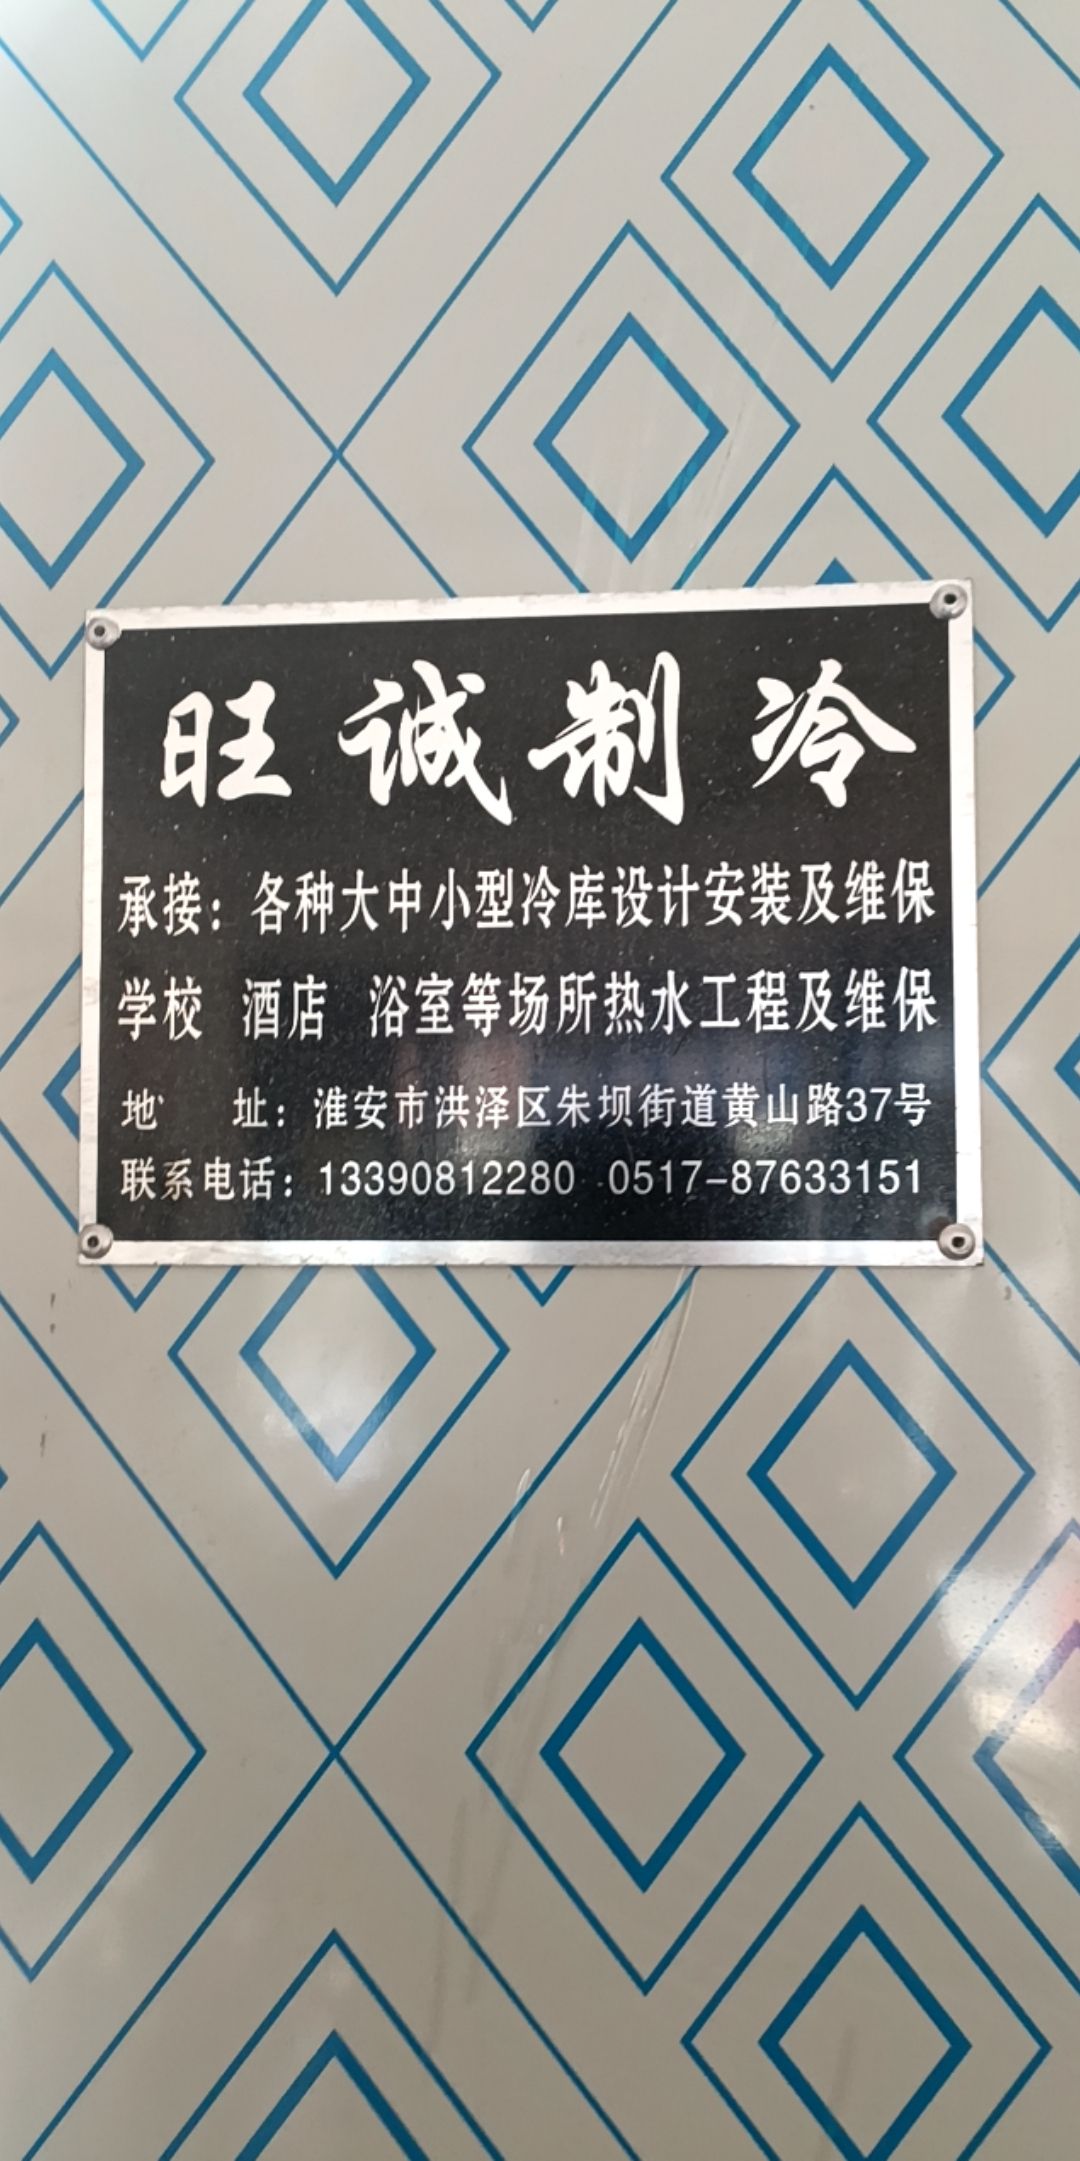 旺诚制冷
承接：各种大中小型冷库设计安装及维保
学校 酒店 浴室等场所热水工程及维保
地 址：淮安市洪泽区朱坝街道黄山路37号
联系电话：13390812280 0517-87633151